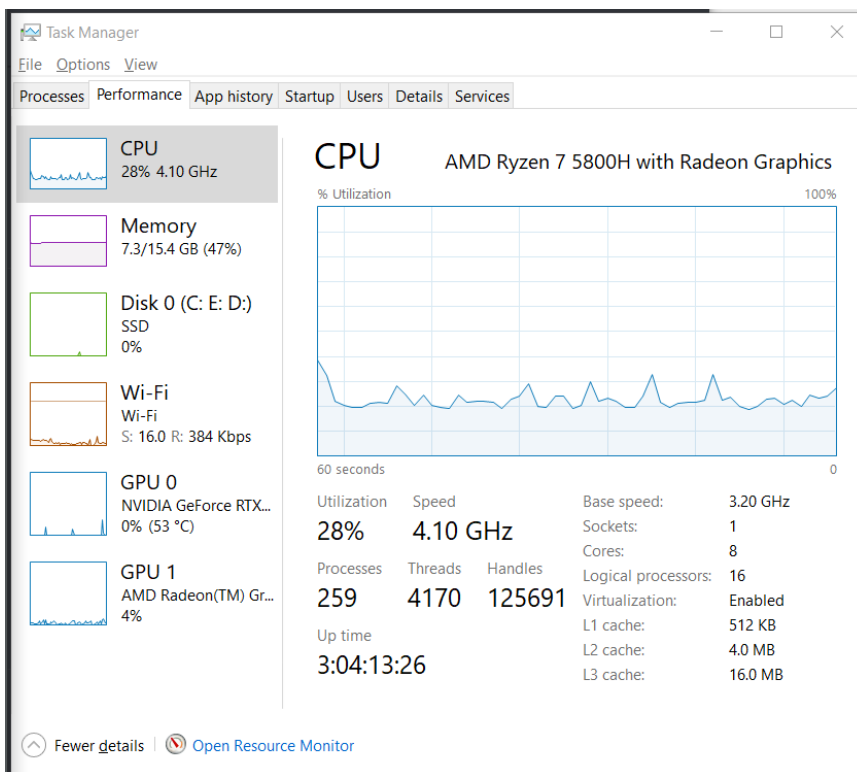 Task Manager
File Options View
Processes Performance App history Startup Users Details Services
CPU
28% 4.10 GHz
Memory
7.3/15.4 GB (47%)
Disk 0 (C: E: D:)
SSD
0%
Wi-Fi
Wi-Fi
S: 16.0 R: 384 Kbps
GPU 0
NVIDIA GeForce RTX...
0% (53 °C)
GPU 1
AMD Radeon(TM) Gr...
4%
CPU AMD Ryzen 7 5800H with Radeon Graphics
% Utilization 100%
60 seconds 0
Utilization Speed
28% 4.10 GHz
Processes Threads Handles
259 4170 125691
Up time
3:04:13:26
Base speed: 3.20 GHz
Sockets: 1
Cores: 8
Logical processors: 16
Virtualization: Enabled
L1 cache: 512 KB
L2 cache: 4.0 MB
L3 cache: 16.0 MB
Fewer details Open Resource Monitor